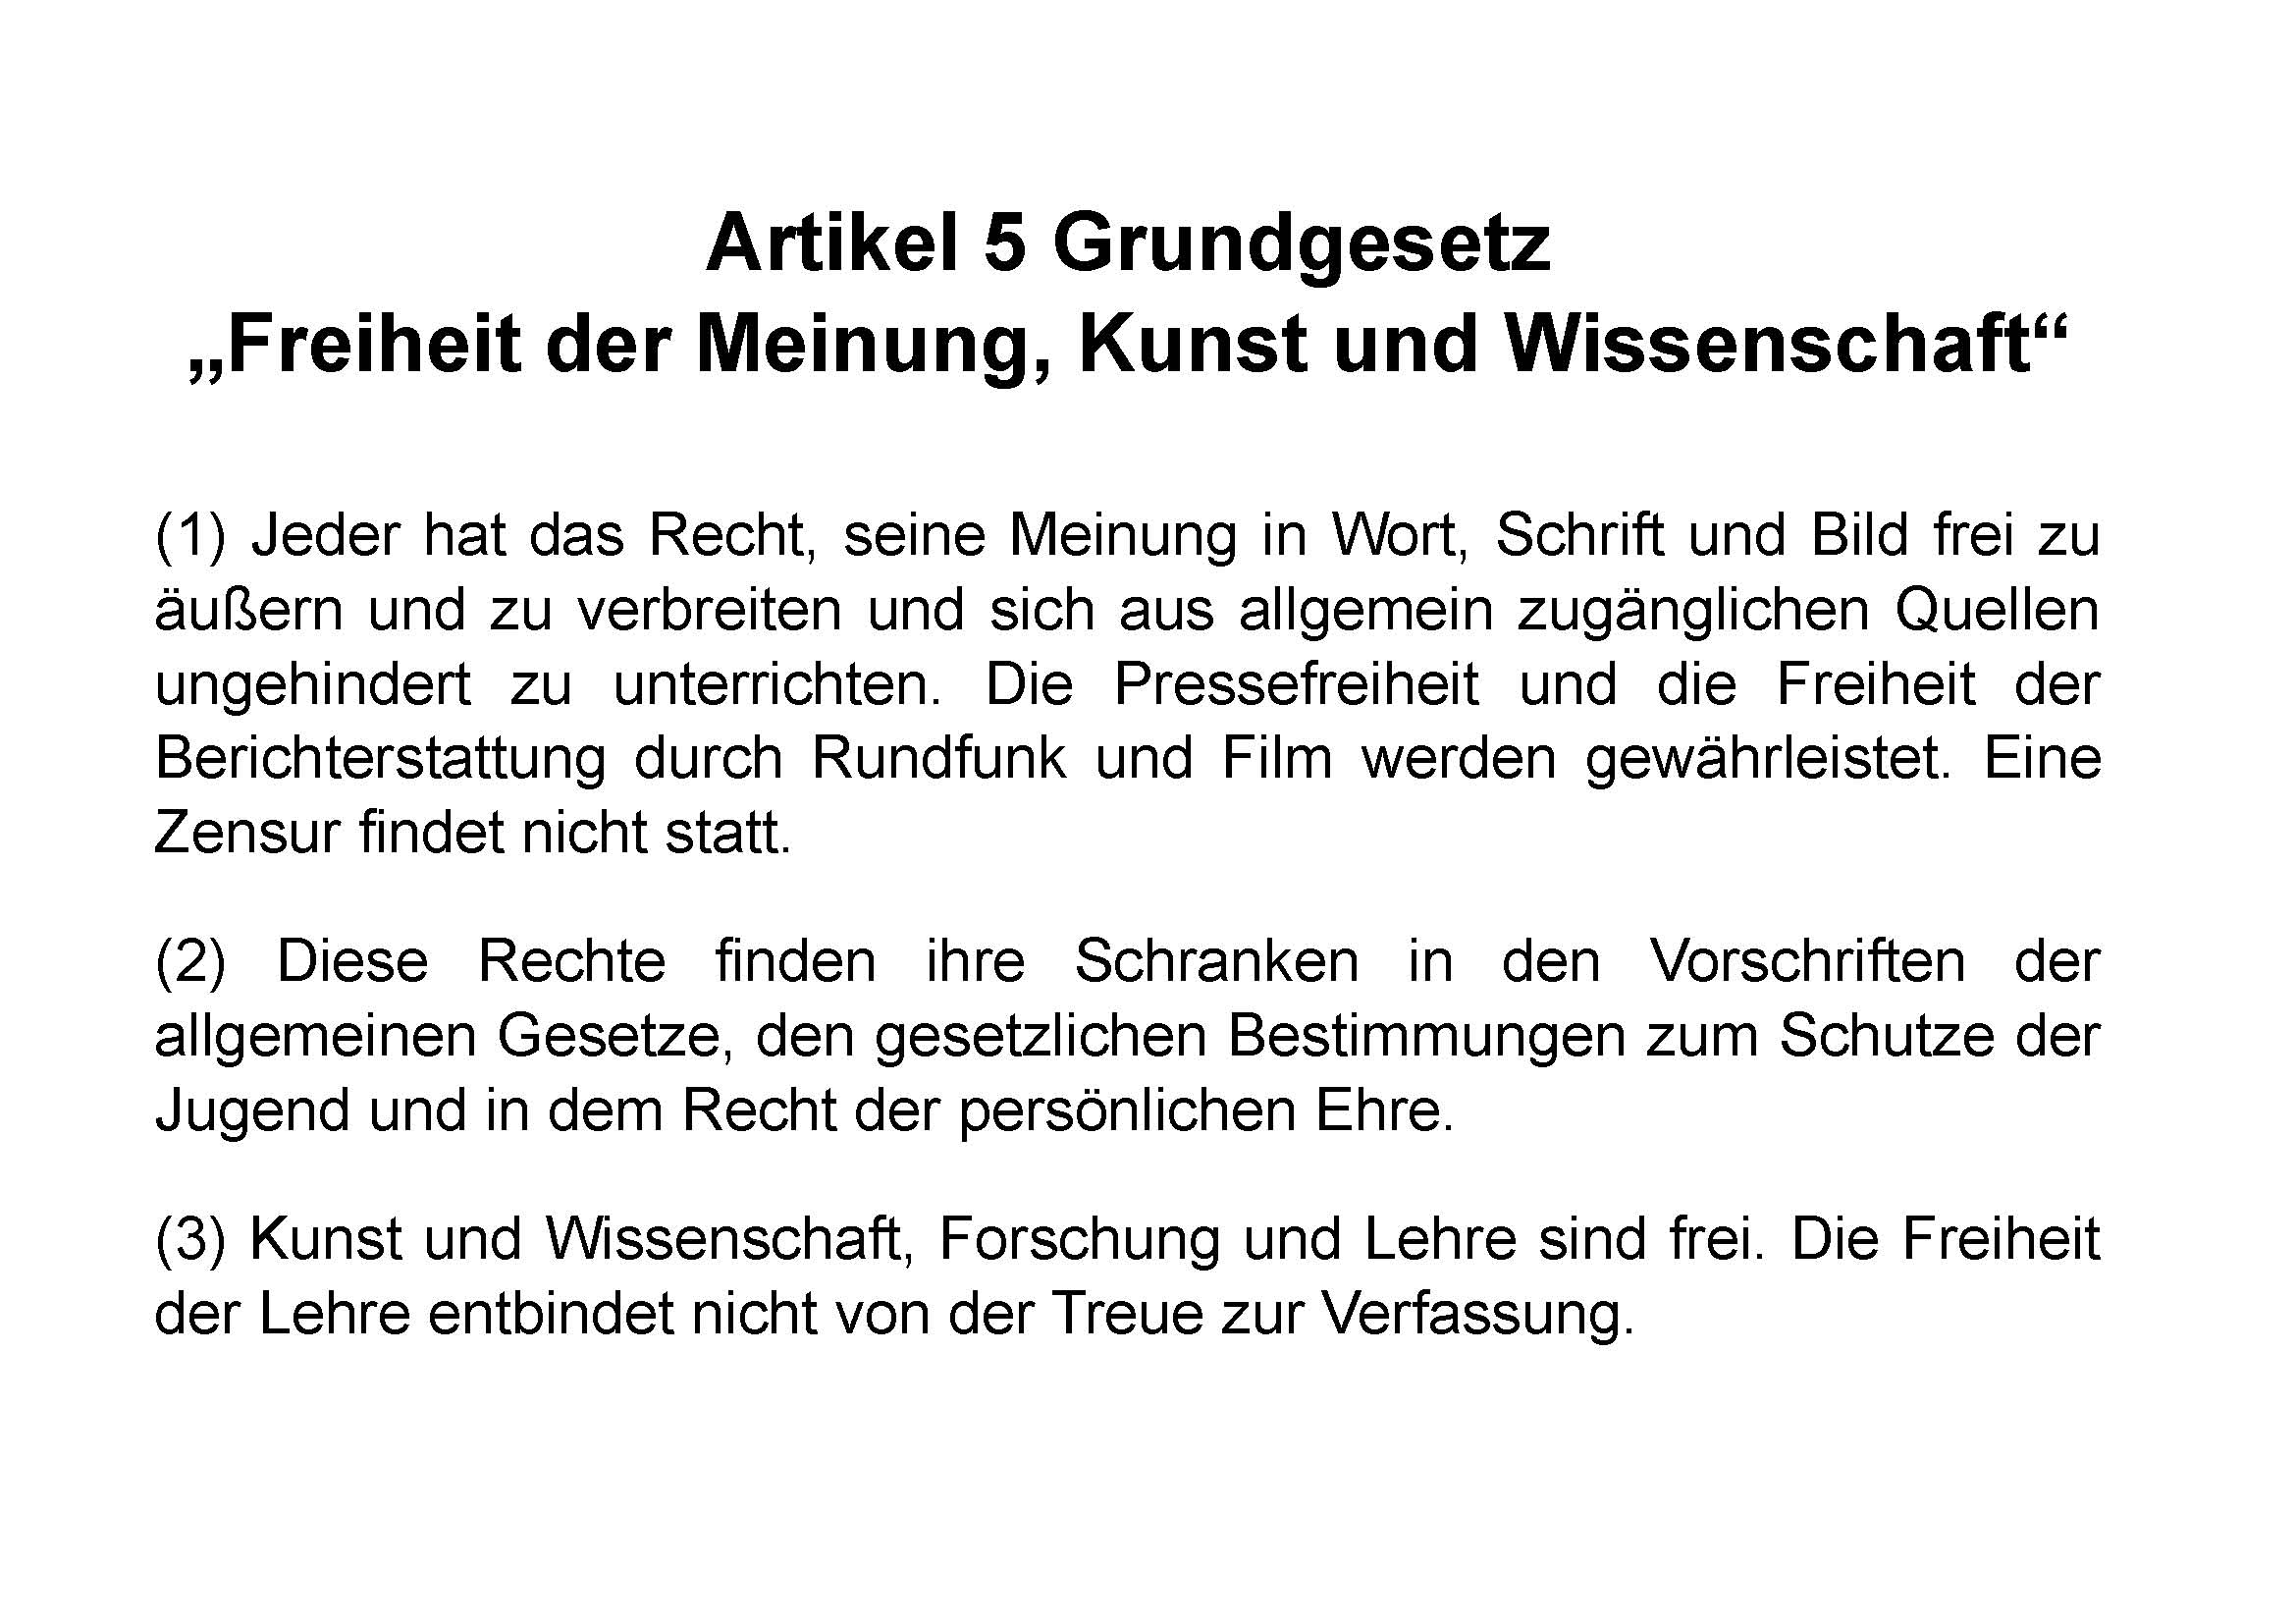 Artikel 5 Grundgesetz
„Freiheit der Meinung, Kunst und Wissenschaft“
(1) Jeder hat das Recht, seine Meinung in Wort, Schrift und Bild frei zu
äußern und zu verbreiten und sich aus allgemein zugänglichen Quellen
ungehindert zu unterrichten. Die Pressefreiheit und die Freiheit der
Berichterstattung durch Rundfunk und Film werden gewährleistet. Eine
Zensur findet nicht statt.
(2) Diese Rechte finden ihre Schranken in den Vorschriften der
allgemeinen Gesetze, den gesetzlichen Bestimmungen zum Schutze der
Jugend und in dem Recht der persönlichen Ehre.
(3) Kunst und Wissenschaft, Forschung und Lehre sind frei. Die Freiheit
der Lehre entbindet nicht von der Treue zur Verfassung.